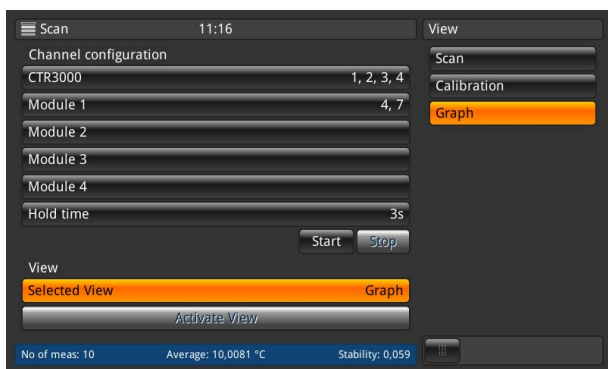 Scan 11:16
Channel configuration
CTR3000 1, 2, 3, 4
Module 1 4, 7
Module 2
Module 3
Module 4
Hold time 3s
Start Stop
View
Selected View Graph
Activate View
No of meas: 10 Average: 10,0081 °C Stability: 0,059
View
Scan
Calibration
Graph